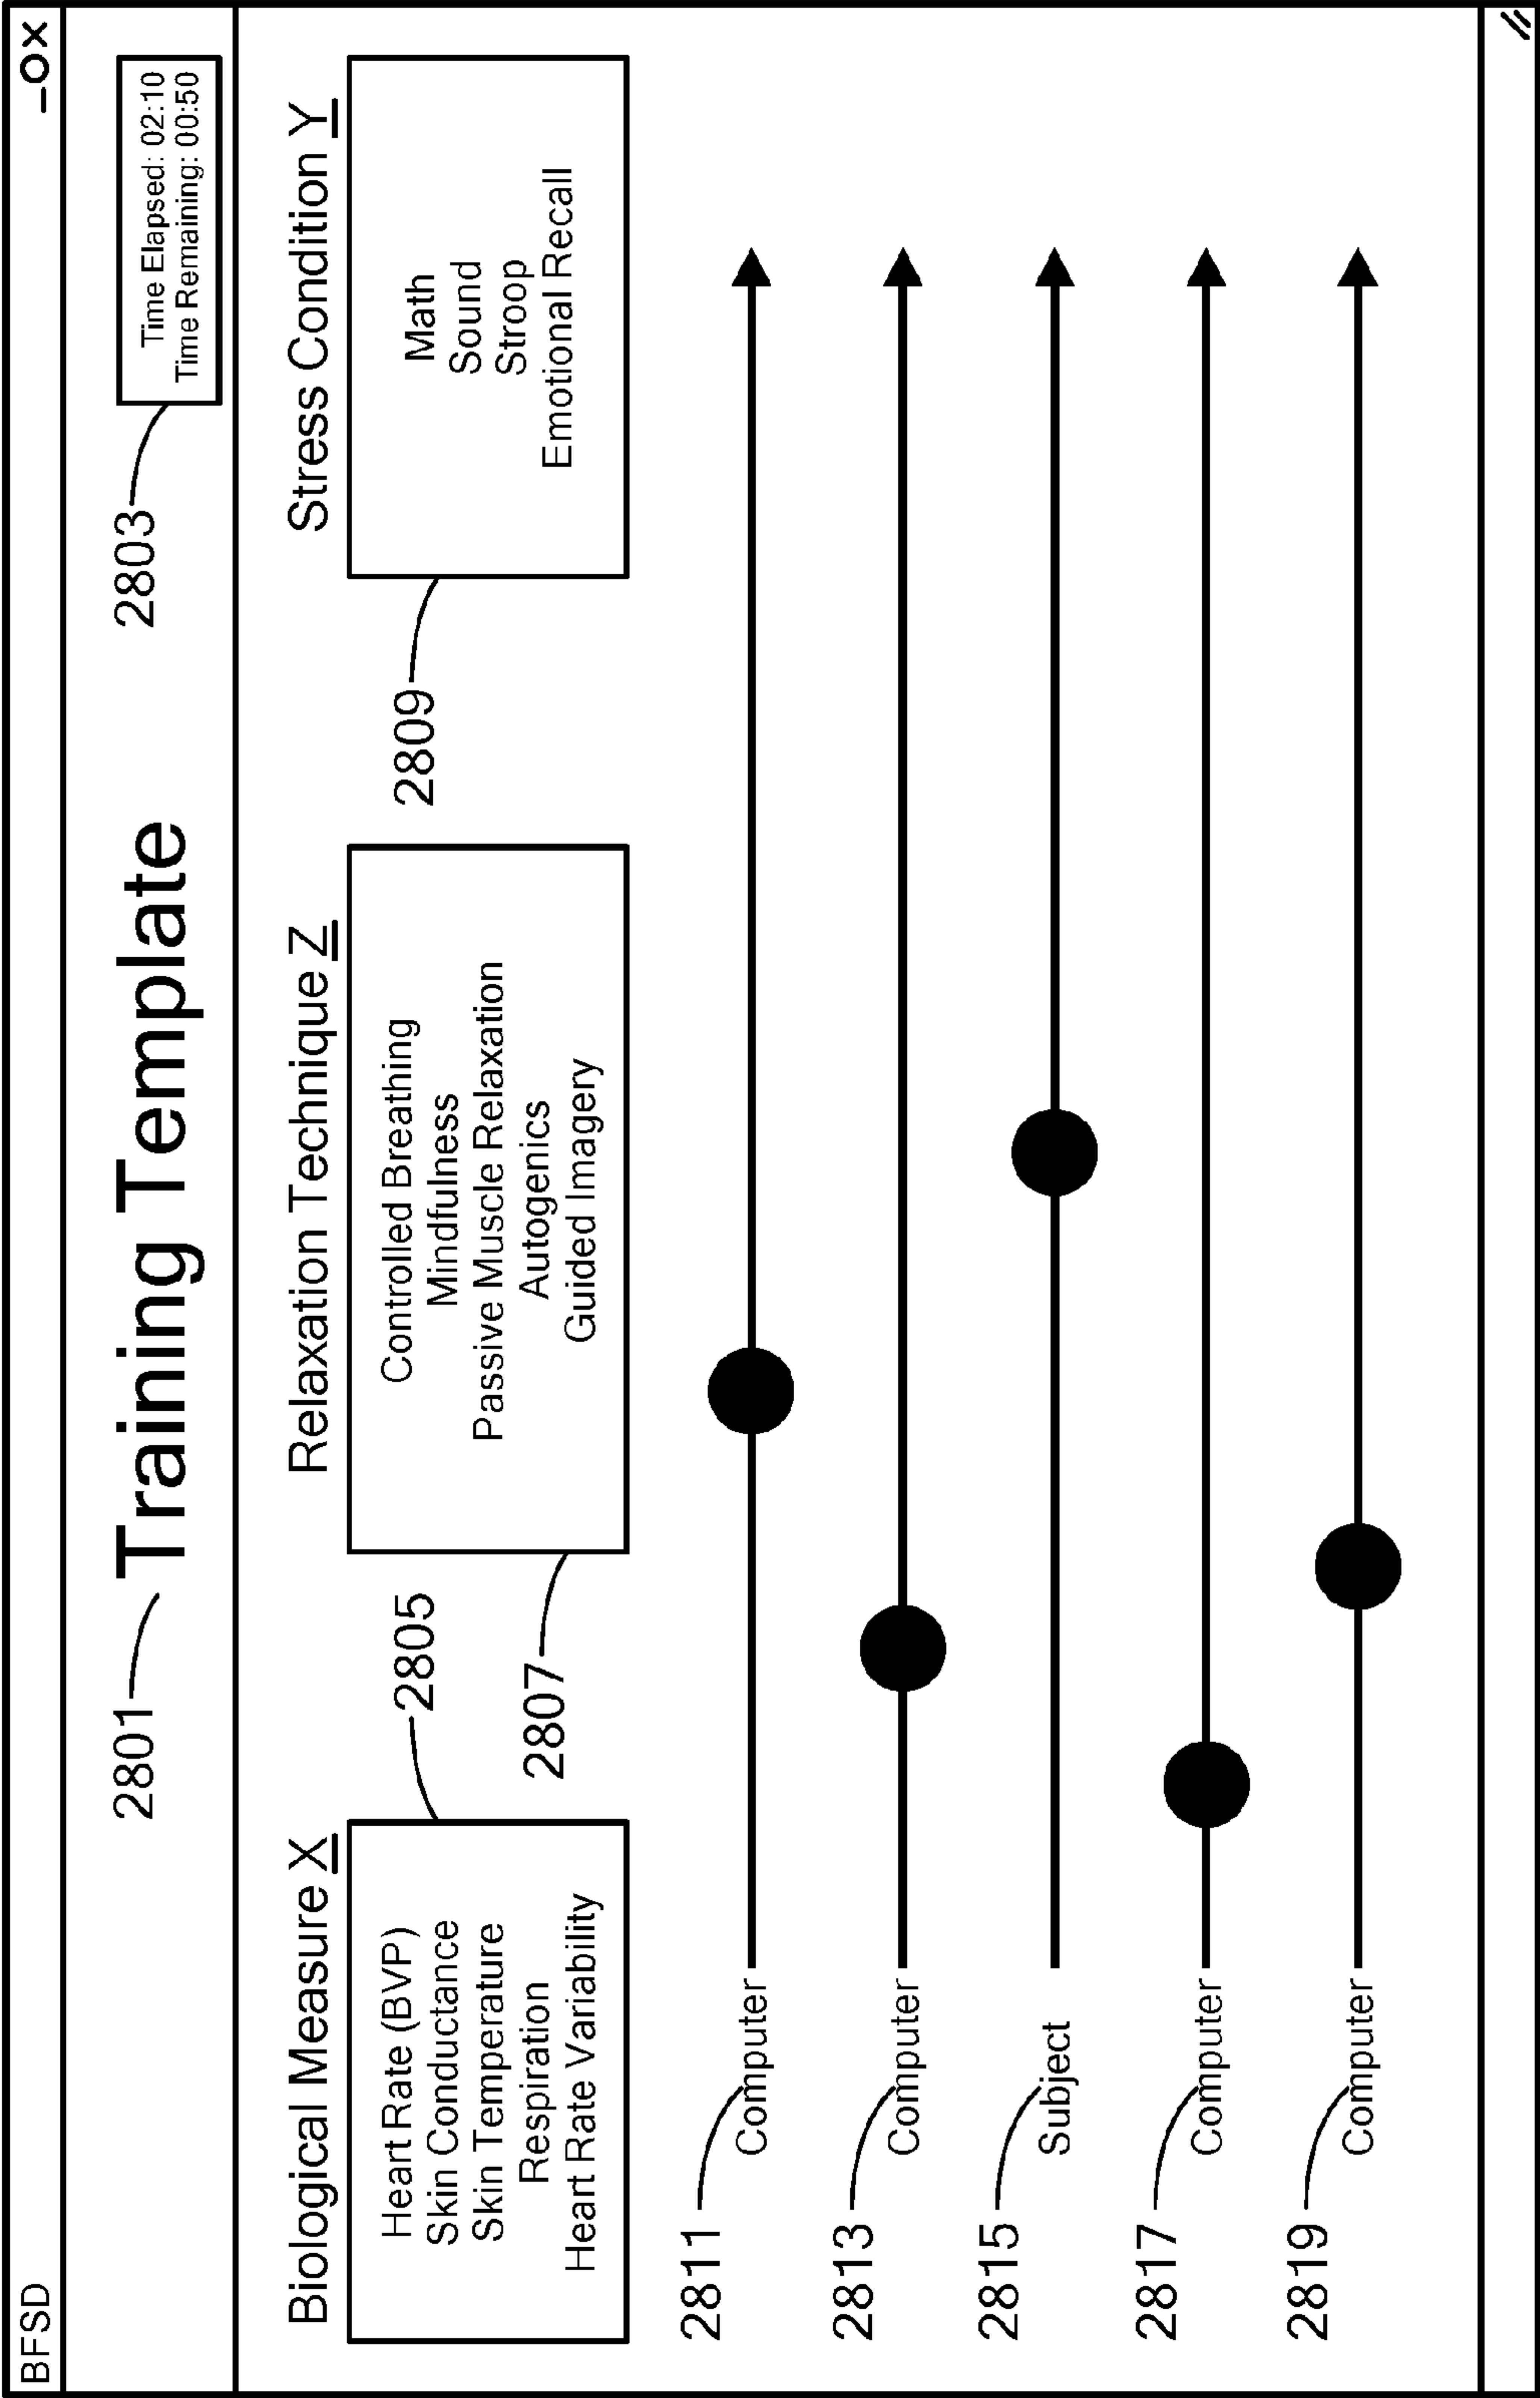 BFSD
_OX
2801
Training Template
2803
Time Elapsed: 02:10
Time Remaining: 00:50
Biological Measure X
Heart Rate (BVP)
Skin Conductance
Skin Temperature
Respiration
Heart Rate Variability
2805
2807
Relaxation Technique Z
Controlled Breathing
Mindfulness
Passive Muscle Relaxation
Autogenics
Guided Imagery
2809
Stress Condition Y
Math
Sound
Stroop
Emotional Recall
2811
Computer
2813
Computer
2815
Subject
2817
Computer
2819
Computer